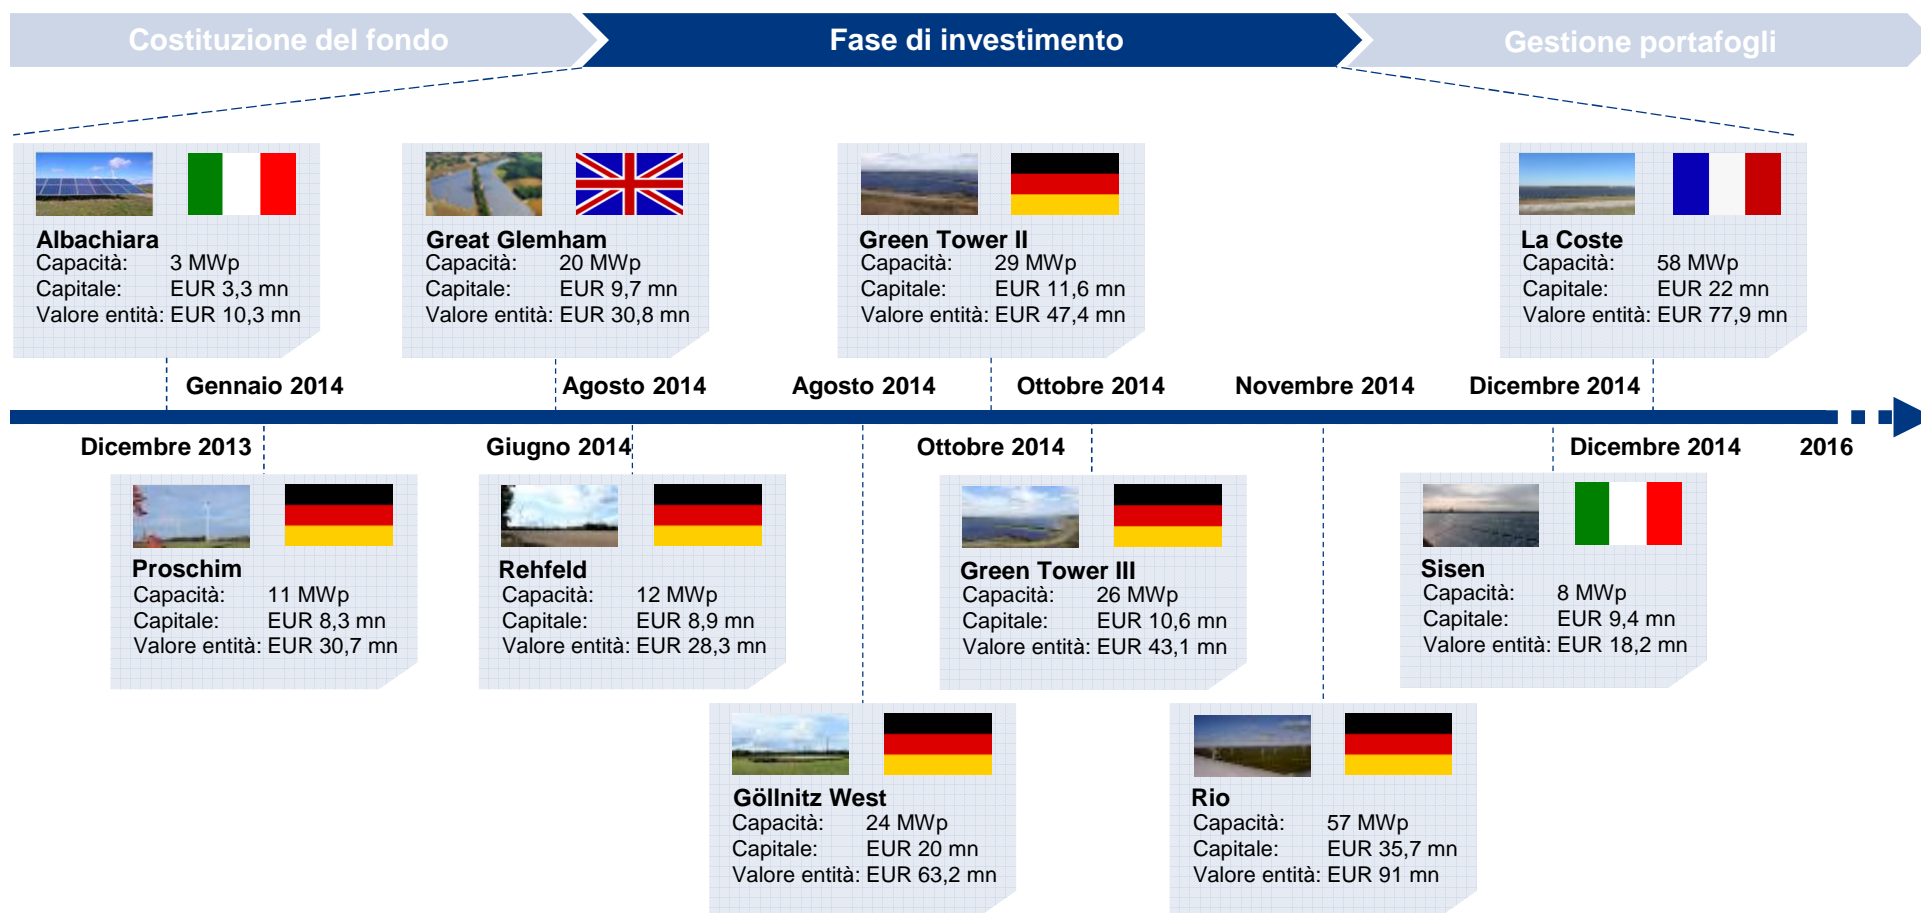 Costituzione del fondo
Fase di investimento
Gestione portafogli
Albachiara
Capacità: 3 MWp
Capitale: EUR 3,3 mn
Valore entità: EUR 10,3 mn
Great Glemham
Capacità: 20 MWp
Capitale: EUR 9,7 mn
Valore entità: EUR 30,8 mn
Green Tower II
Capacità: 29 MWp
Capitale: EUR 11,6 mn
Valore entità: EUR 47,4 mn
La Coste
Capacità: 58 MWp
Capitale: EUR 22 mn
Valore entità: EUR 77,9 mn
Gennaio 2014
Agosto 2014
Agosto 2014
Ottobre 2014
Novembre 2014
Dicembre 2014
Dicembre 2013
Giugno 2014
Ottobre 2014
Dicembre 2014
2016
Proschim
Capacità: 11 MWp
Capitale: EUR 8,3 mn
Valore entità: EUR 30,7 mn
Rehfeld
Capacità: 12 MWp
Capitale: EUR 8,9 mn
Valore entità: EUR 28,3 mn
Green Tower III
Capacità: 26 MWp
Capitale: EUR 10,6 mn
Valore entità: EUR 43,1 mn
Sisen
Capacità: 8 MWp
Capitale: EUR 9,4 mn
Valore entità: EUR 18,2 mn
Göllnitz West
Capacità: 24 MWp
Capitale: EUR 20 mn
Valore entità: EUR 63,2 mn
Rio
Capacità: 57 MWp
Capitale: EUR 35,7 mn
Valore entità: EUR 91 mn